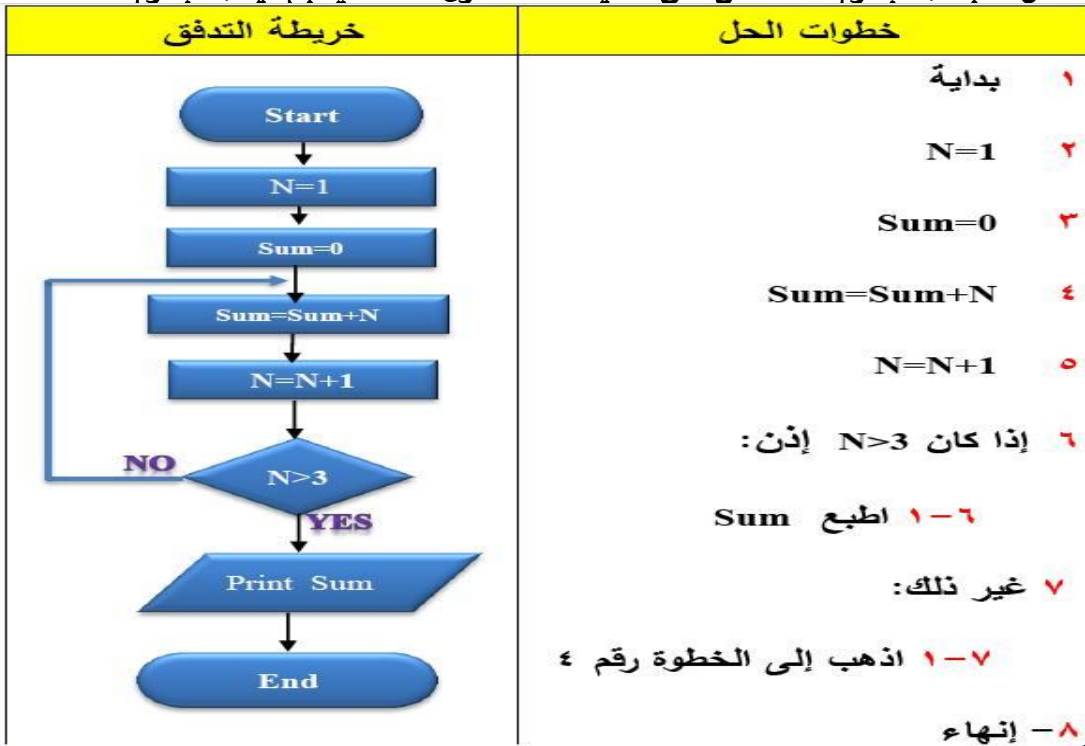 خطوات الحل
١ بداية
٢ N=1
٣ Sum=0
٤ Sum=Sum+N
٥ N=N+1
٦ إذا كان N>3 إذن:
٦-١ اطبع Sum
٧ غير ذلك:
٧-١ اذهب إلى الخطوة رقم ٤
٨- إنهاء
خريطة التدفق
Start
N=1
Sum=0
Sum=Sum+N
N=N+1
N>3
NO
YES
Print Sum
End